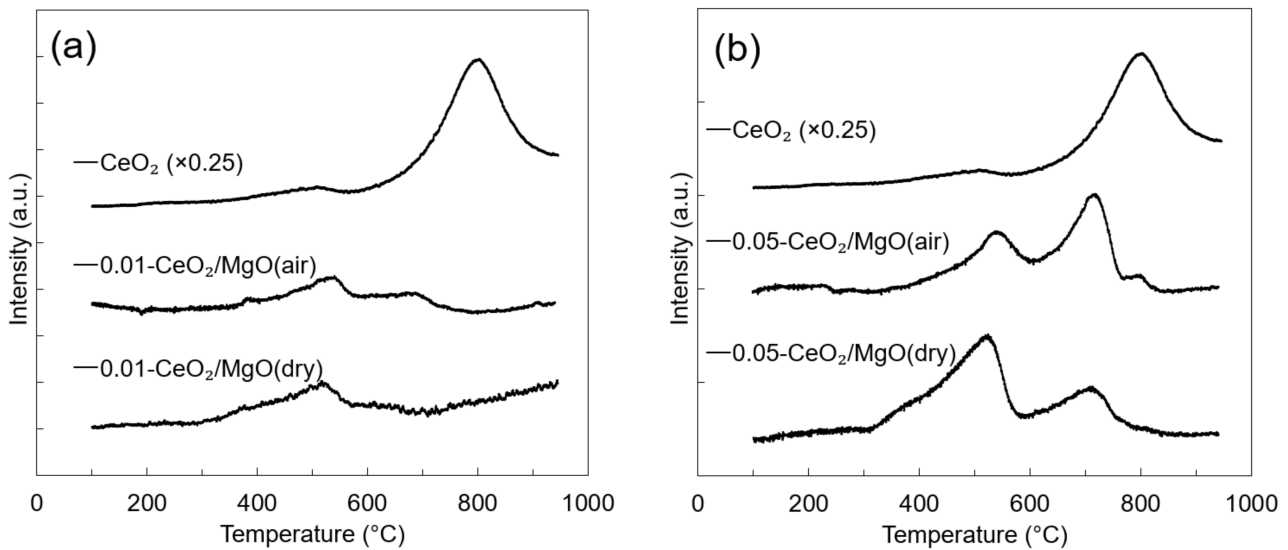 (a)
Intensity (a.u.)
—CeO₂ (×0.25)
—0.01-CeO₂/MgO(air)
—0.01-CeO₂/MgO(dry)
0 200 400 600 800 1000
Temperature (°C)
(b)
Intensity (a.u.)
—CeO₂ (×0.25)
—0.05-CeO₂/MgO(air)
—0.05-CeO₂/MgO(dry)
0 200 400 600 800 1000
Temperature (°C)